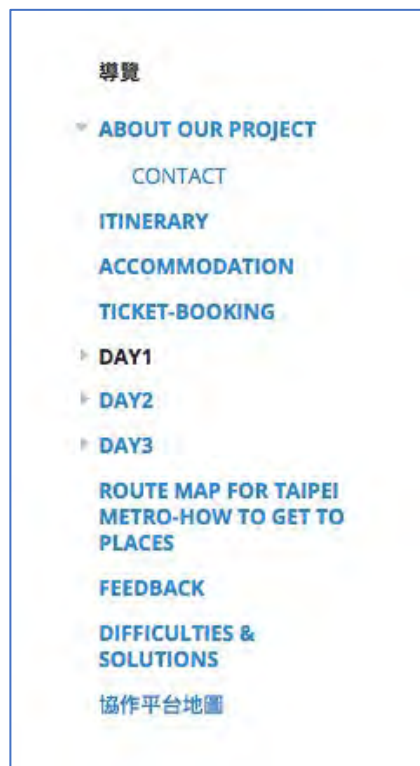 導覽
ABOUT OUR PROJECT
CONTACT
ITINERARY
ACCOMMODATION
TICKET-BOOKING
DAY1
DAY2
DAY3
ROUTE MAP FOR TAIPEI
METRO-HOW TO GET TO
PLACES
FEEDBACK
DIFFICULTIES &
SOLUTIONS
協作平台地圖